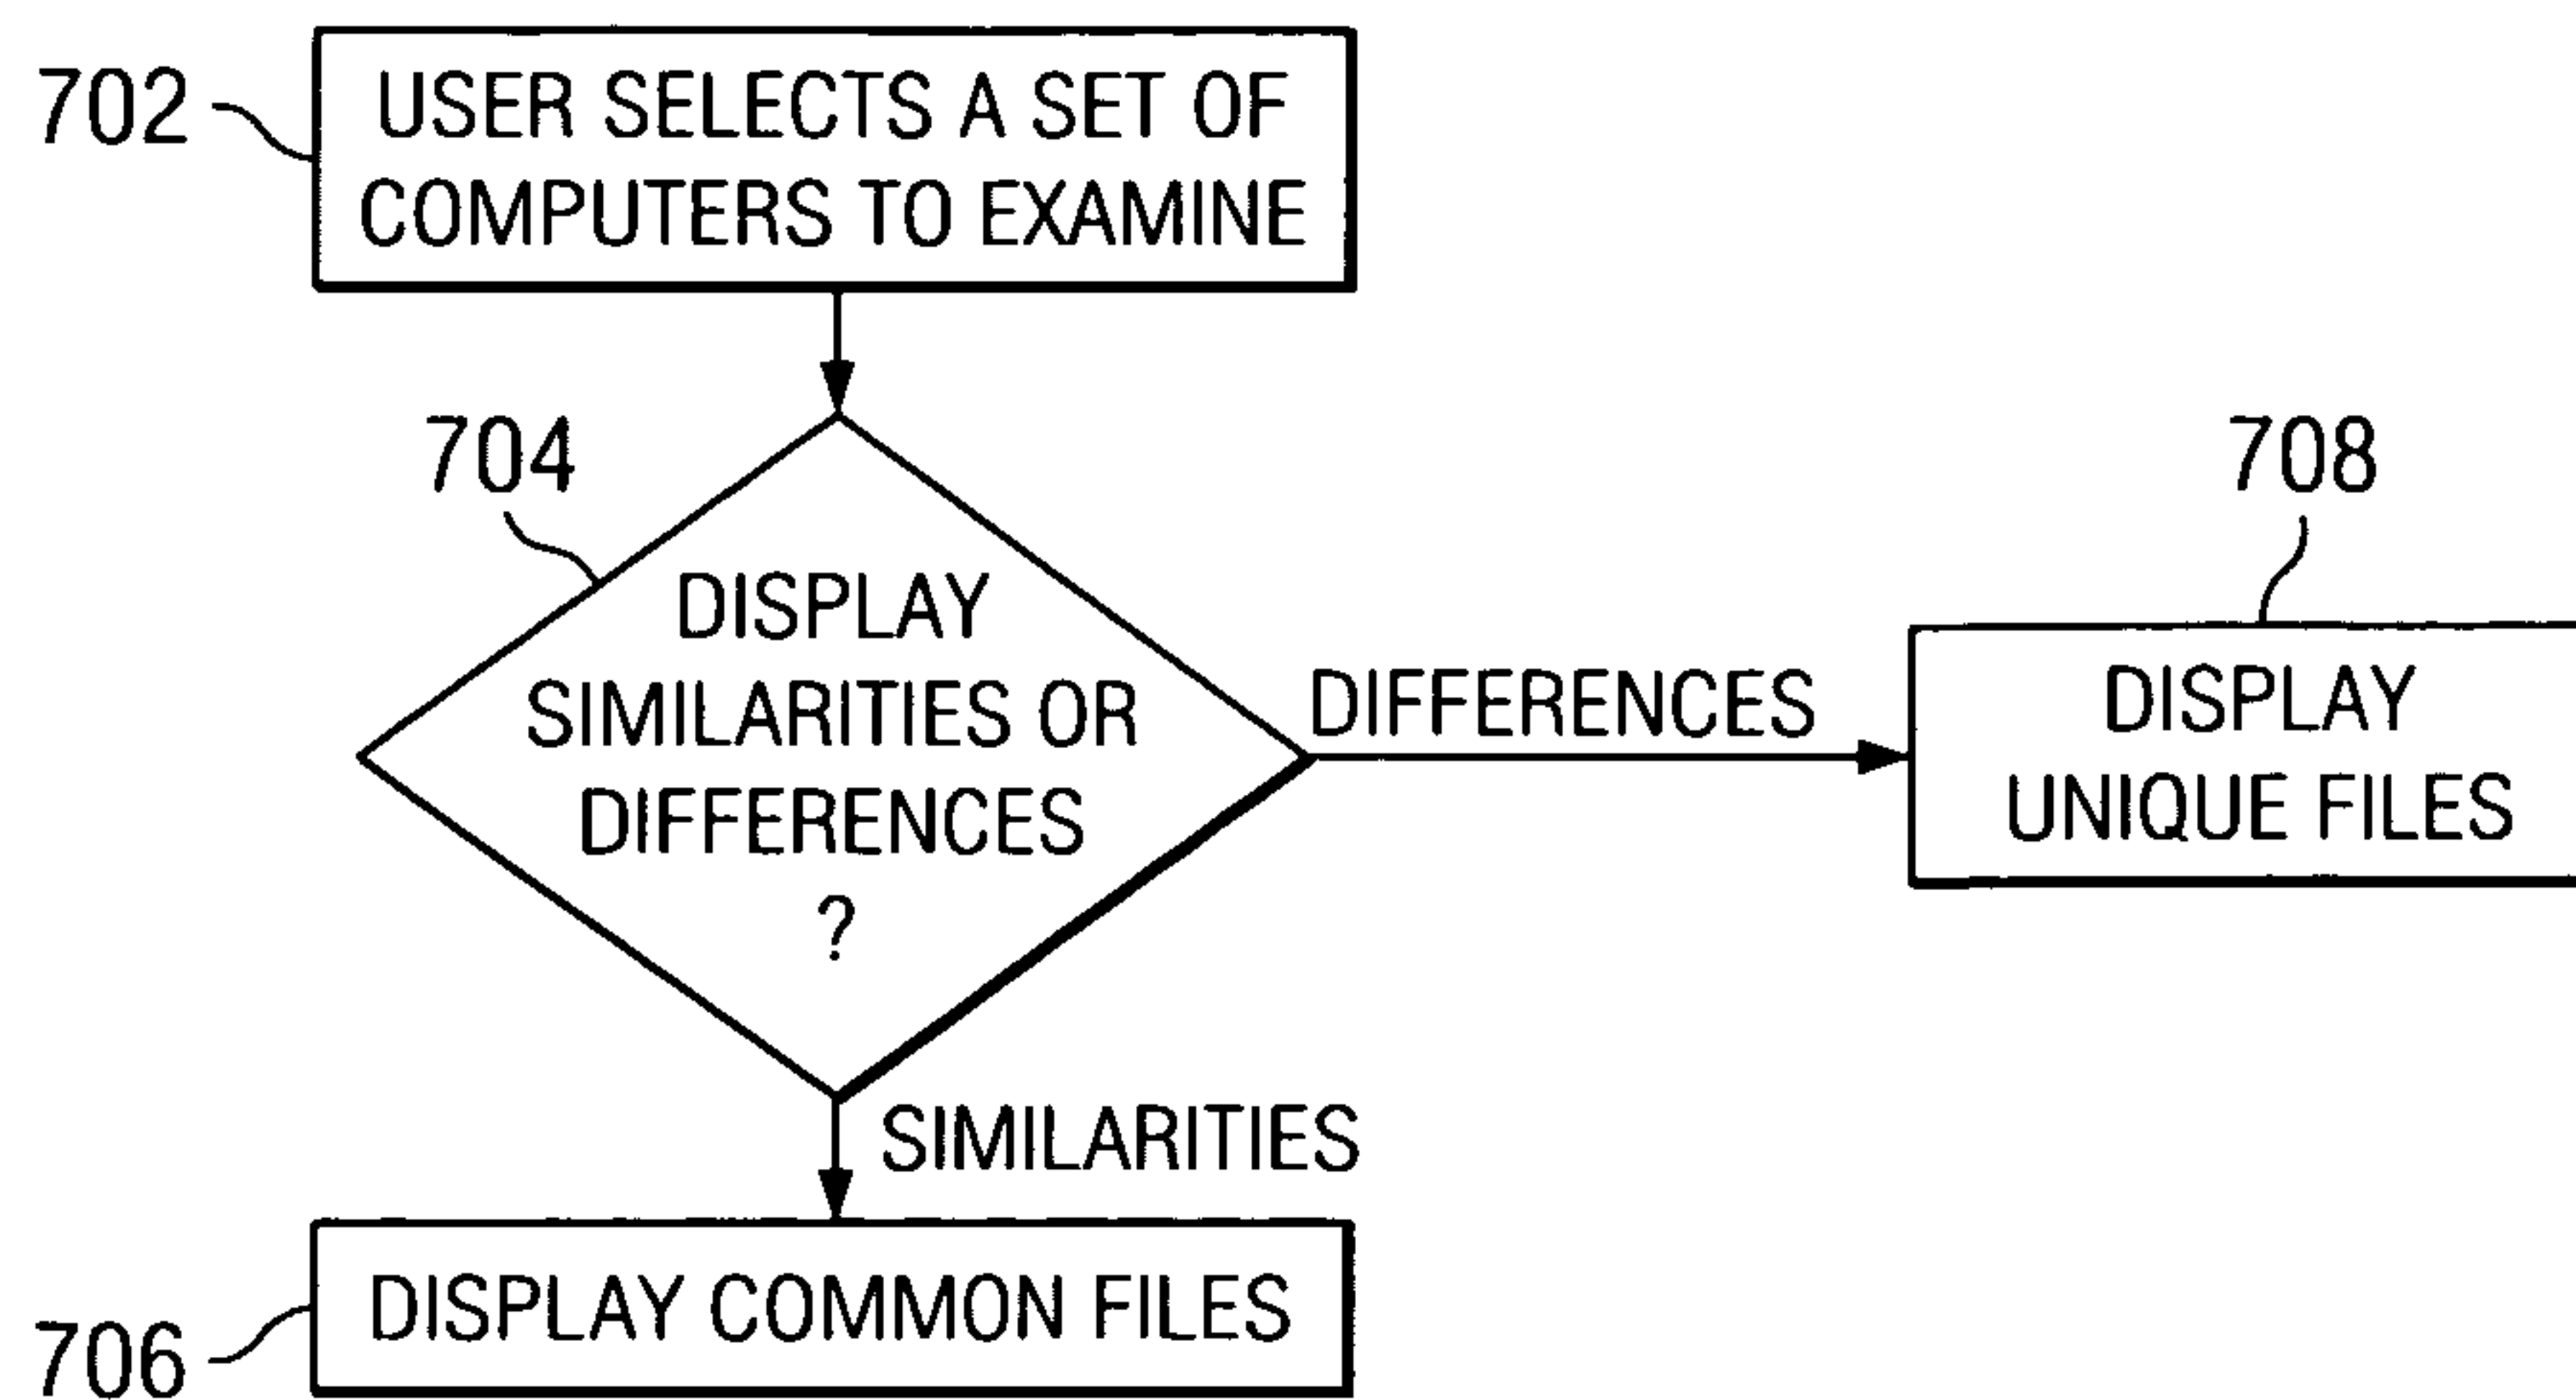 702
USER SELECTS A SET OF
COMPUTERS TO EXAMINE
704
DISPLAY
SIMILARITIES OR
DIFFERENCES
?
DIFFERENCES
708
DISPLAY
UNIQUE FILES
SIMILARITIES
706
DISPLAY COMMON FILES